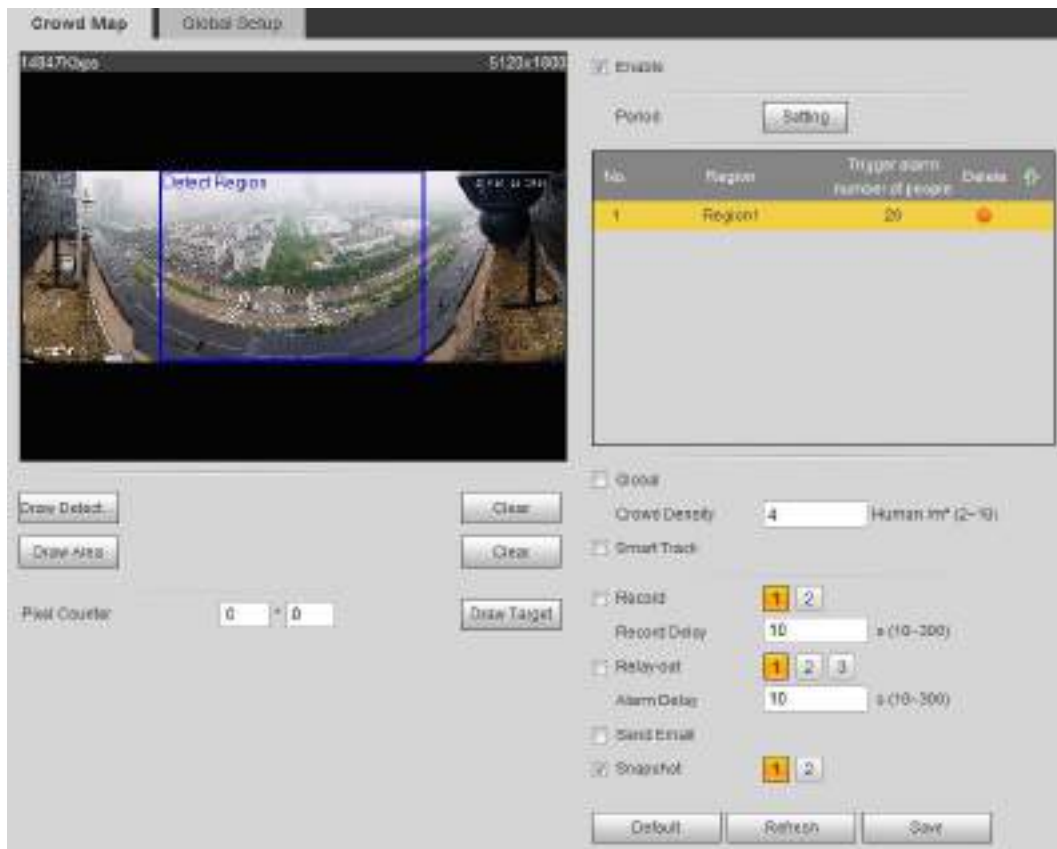 Crowd Map
Global Setup
14847Kbps
5120x1800
Detect Region
Enable
Period
Setting
No.
Region
Trigger alarm number of people
Delete
1
Region1
20
Draw Detect..
Clear
Draw Area
Clear
Pixel Counter
0 * 0
Draw Target
Global
Crowd Density
4
Human /m² (2~10)
Smart Track
Record
1 2
Record Delay
10
s (10~300)
Relay-out
1 2 3
Alarm Delay
10
s (10~300)
Send Email
Snapshot
1 2
Default
Refresh
Save